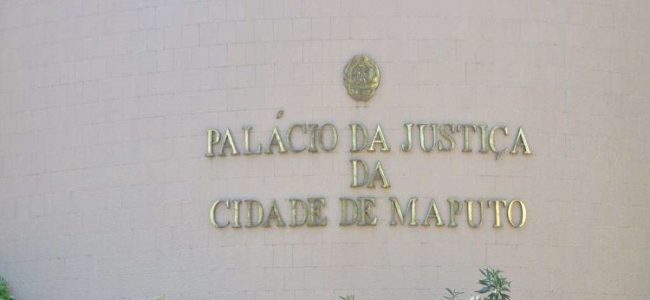 PALÁCIO DA JUSTIÇA
DA
CIDADE DE MAPUTO